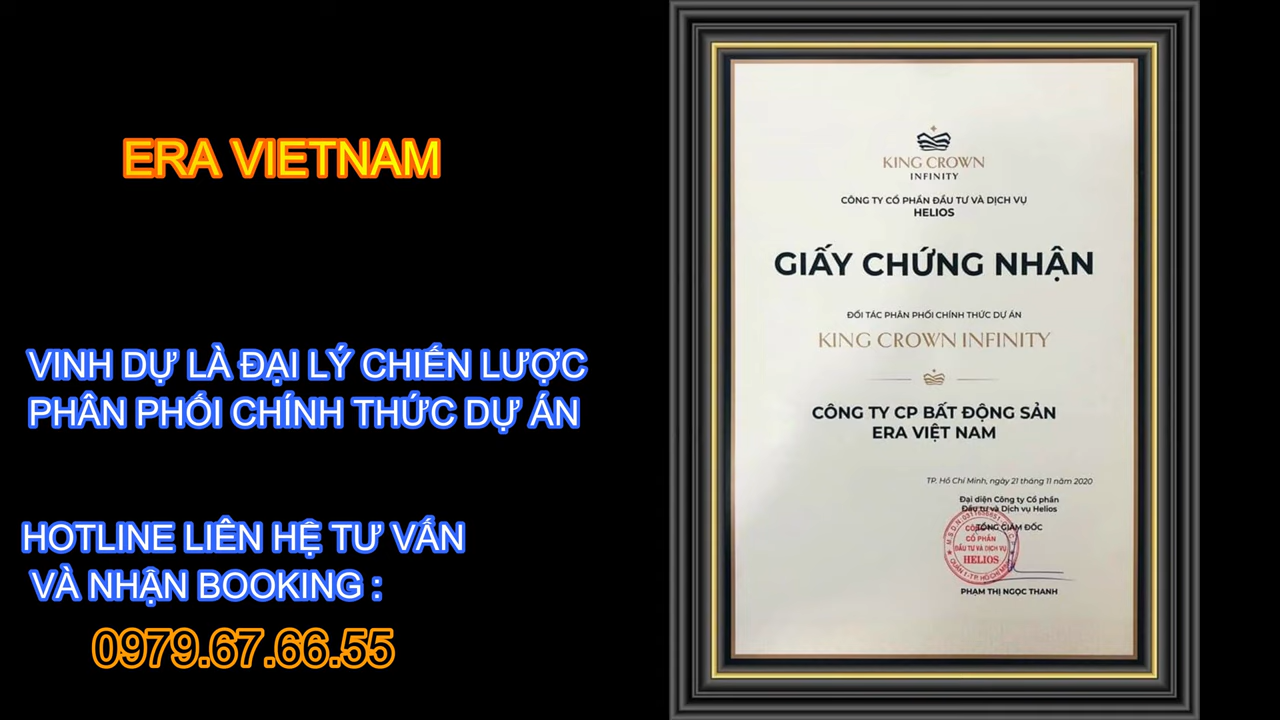 ERA VIETNAM
VINH DỰ LÀ ĐẠI LÝ CHIẾN LƯỢC
PHÂN PHỐI CHÍNH THỨC DỰ ÁN
HOTLINE LIÊN HỆ TƯ VẤN
VÀ NHẬN BOOKING :
0979.67.66.55
KING CROWN
INFINITY
CÔNG TY CỔ PHẦN ĐẦU TƯ VÀ DỊCH VỤ
HELIOS
GIẤY CHỨNG NHẬN
ĐỐI TÁC PHÂN PHỐI CHÍNH THỨC DỰ ÁN
KING CROWN INFINITY
CÔNG TY CP BẤT ĐỘNG SẢN
ERA VIỆT NAM
TP. Hồ Chí Minh, ngày 21 tháng 11 năm 2020
Đại diện Công ty Cổ phần
Đầu tư và Dịch vụ Helios
TỔNG GIÁM ĐỐC
CỔ PHẦN
ĐẦU TƯ VÀ DỊCH VỤ
HELIOS
PHẠM THỊ NGỌC THANH